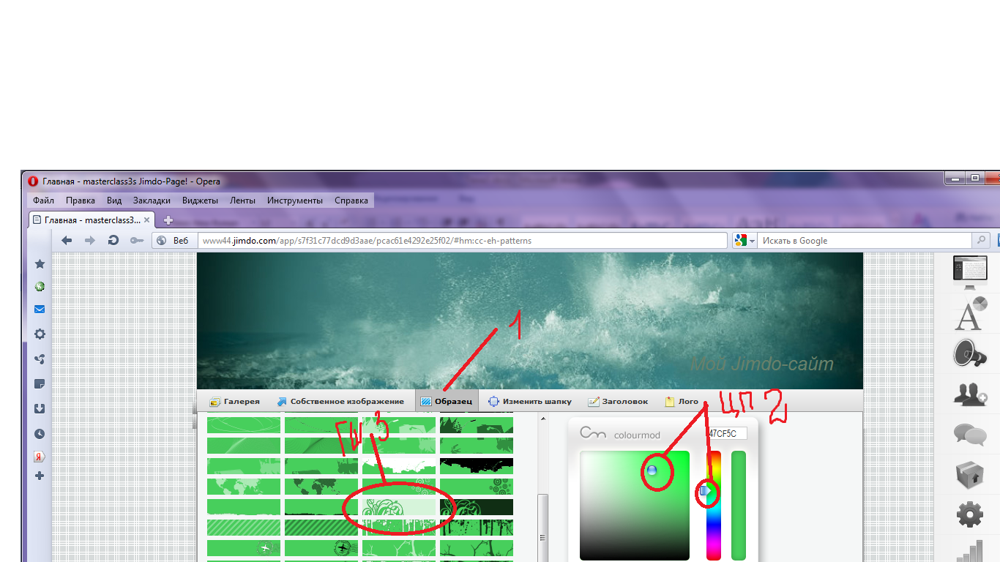 Главная - masterclass3s Jimdo-Page! - Opera
Файл Правка Вид Закладки Виджеты Ленты Инструменты Справка
Главная - masterclass3...
Веб www44.jimdo.com/app/s7f31c77dcd9d3aae/pcac61e4292e25f02/#hm:cc-eh-patterns Искать в Google
1
Мой Jimdo-сайт
Галерея Собственное изображение Образец Изменить шапку Заголовок Лого
ЦП 2
ГШ 3
colourmod 47CF5C